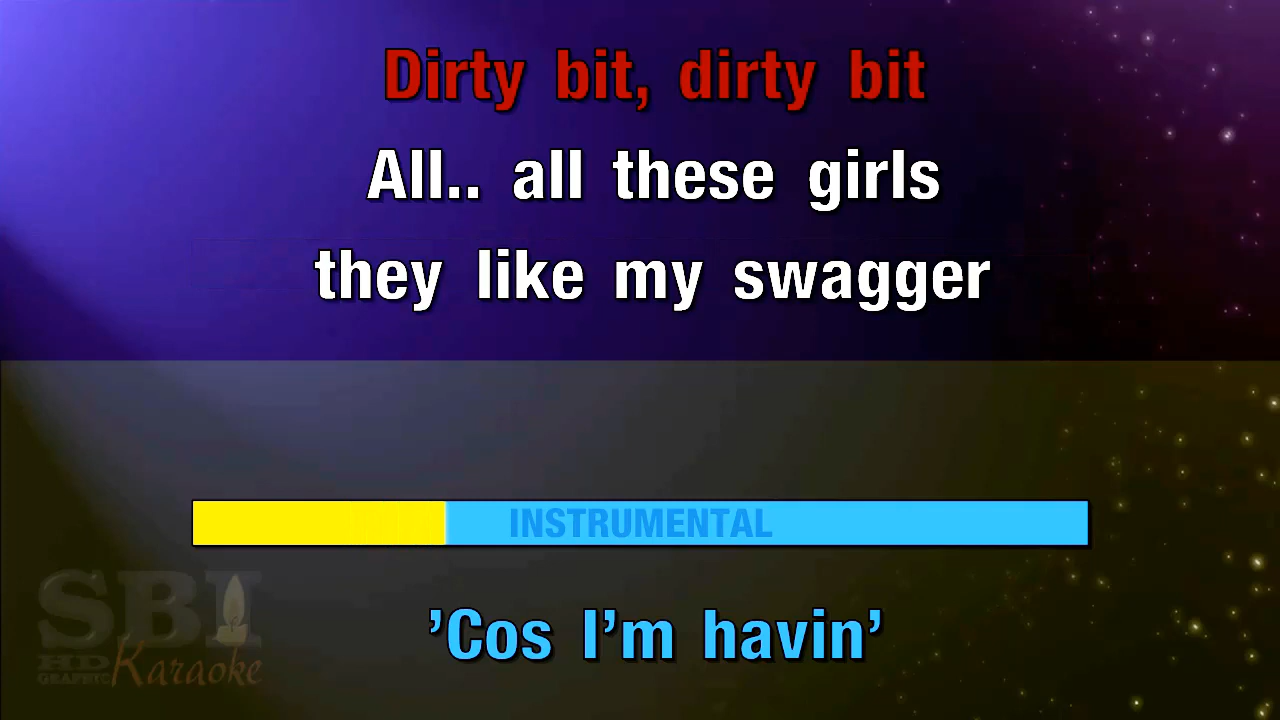 Dirty bit, dirty bit
All.. all these girls
they like my swagger
INSTRUMENTAL
’Cos I’m havin’
SBI
HD
GRAPHIC
Karaoke